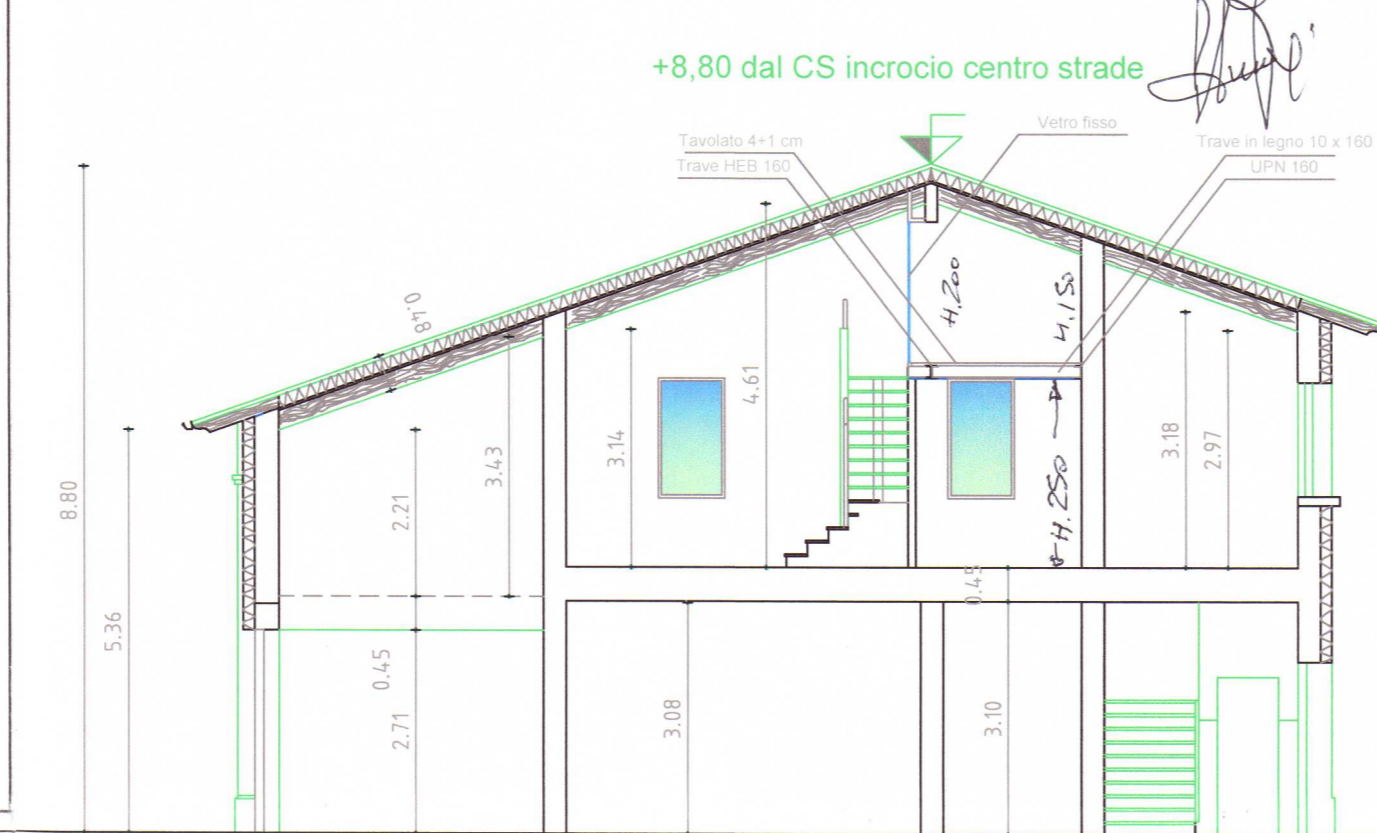 +8,80 dal CS incrocio centro strade
Vetro fisso
Tavolato 4+1 cm
Trave HEB 160
Trave in legno 10 x 160
UPN 160
H.200
H.150
0.48
4.61
3.14
3.43
2.21
8.80
5.36
H.250
3.18
2.97
0.45
0.45
2.71
3.08
3.10